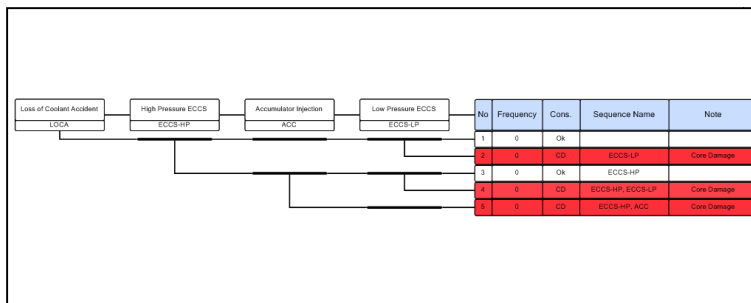 Loss of Coolant Accident High Pressure ECCS Accumulator Injection Low Pressure ECCS No Frequency Cons. Sequence Name Note
LOCA ECCS-HP ACC ECCS-LP
1 0 Ok
2 0 CD ECCS-LP Core Damage
3 0 Ok ECCS-HP
4 0 CD ECCS-HP, ECCS-LP Core Damage
5 0 CD ECCS-HP, ACC Core Damage